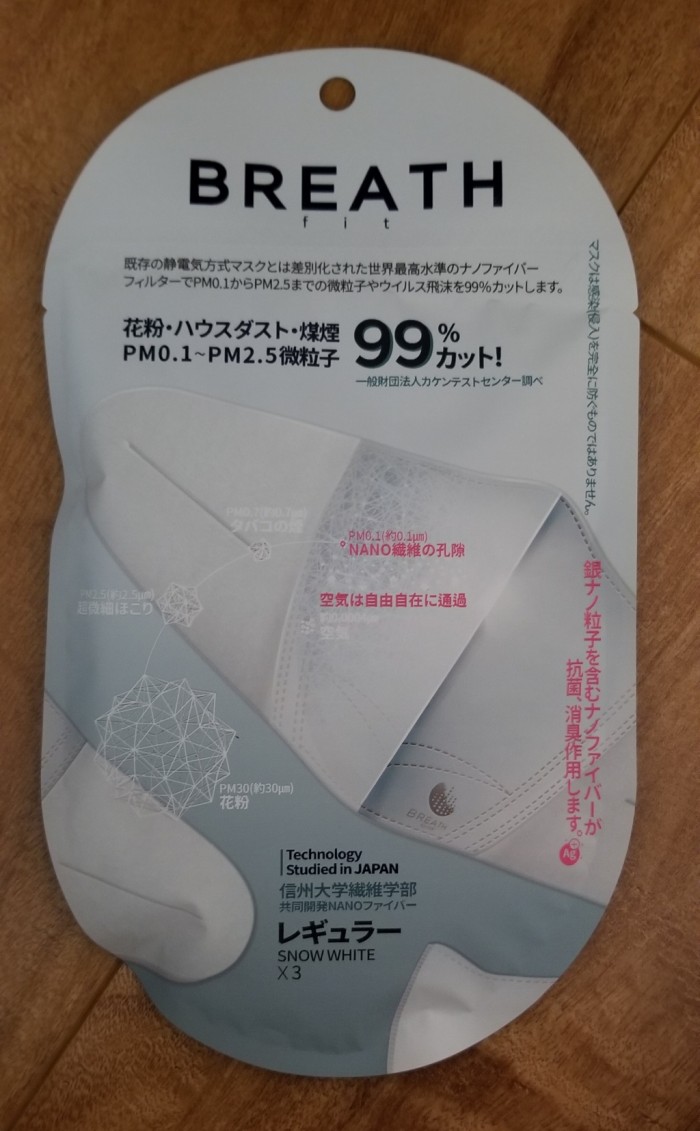 BREATH
fit
既存の静電気方式マスクとは差別化された世界最高水準のナノファイバー
フィルターでPM0.1からPM2.5までの微粒子やウイルス飛沫を99%カットします。
花粉・ハウスダスト・煤煙
PM0.1~PM2.5微粒子
99%カット!
一般財団法人カケンテストセンター調べ
マスクは感染(侵入)を完全に防ぐものではありません。
PM0.7(約0.7μm)
タバコの煙
PM0.1(約0.1μm)
NANO繊維の孔隙
PM2.5(約2.5μm)
超微細ほこり
空気は自由自在に通過
空気
銀ナノ粒子を含むナノファイバーが
抗菌、消臭作用します。
Ag
PM30(約30μm)
花粉
BREATH
Technology
Studied in JAPAN
信州大学繊維学部
共同開発NANOファイバー
レギュラー
SNOW WHITE
X 3